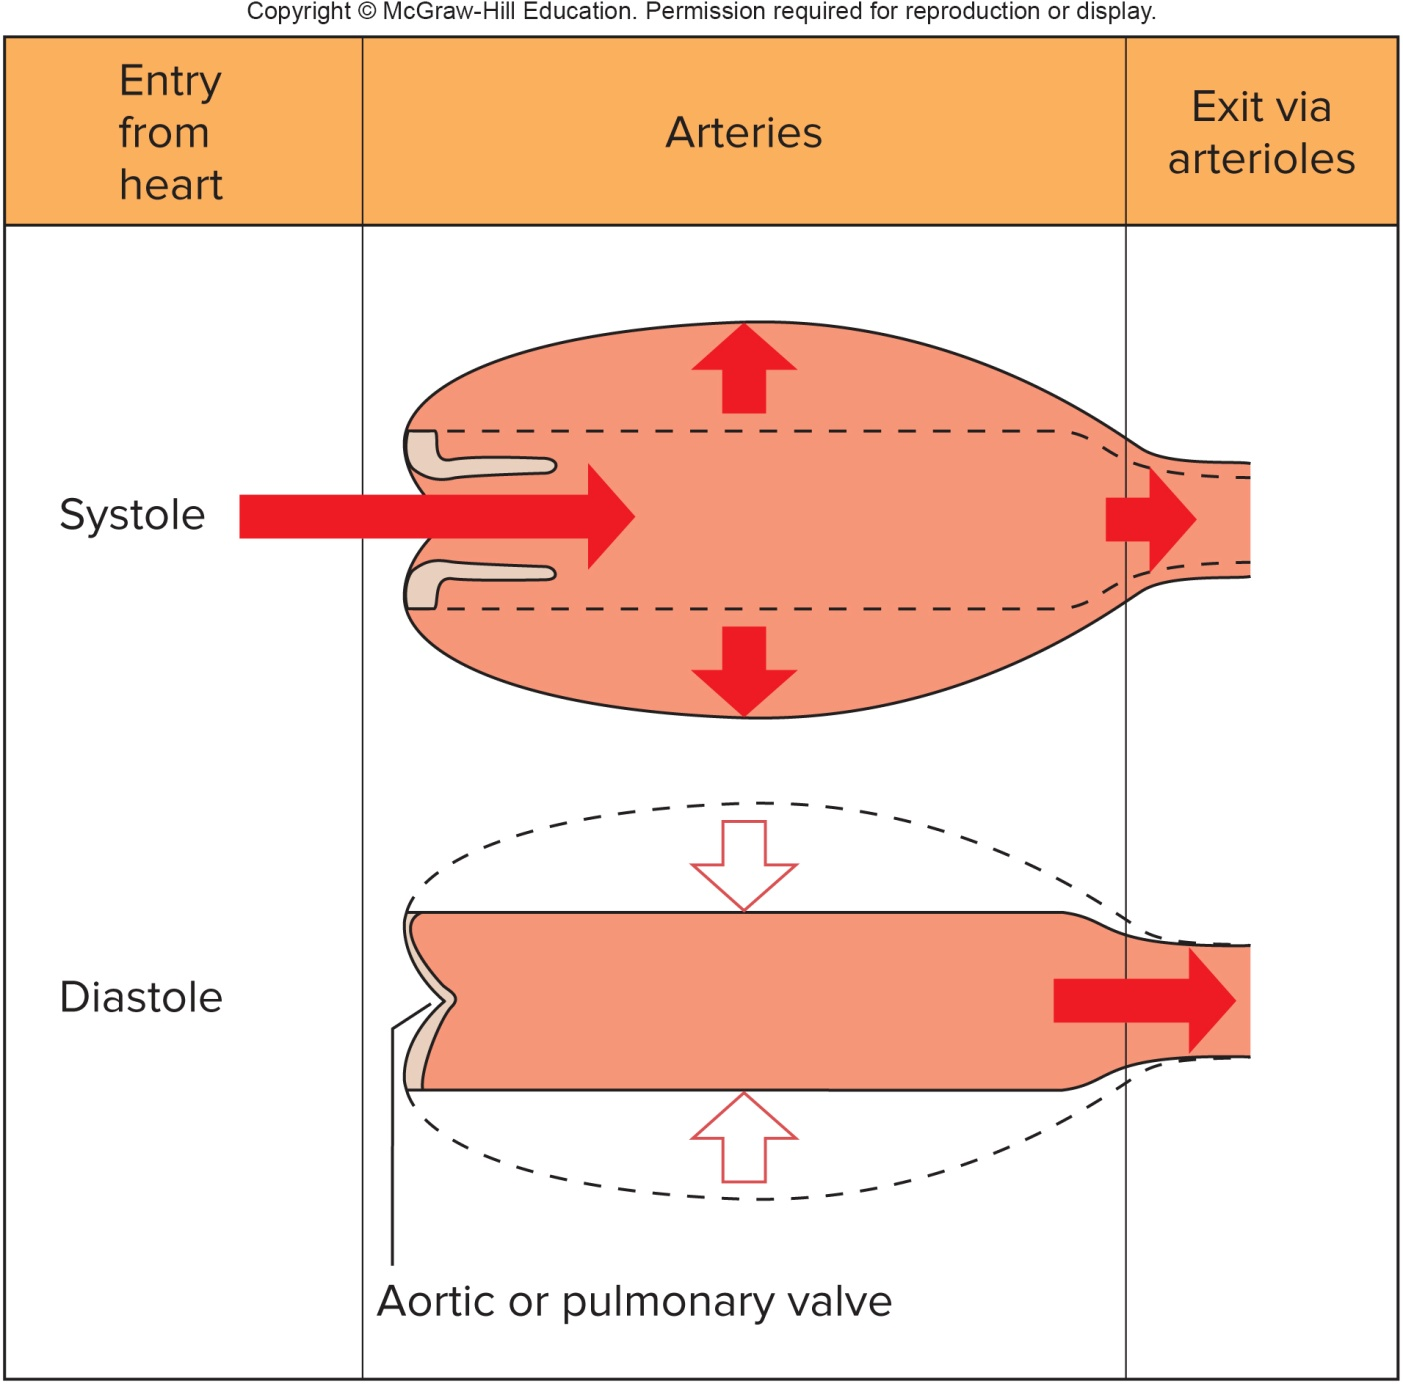 Copyright © McGraw-Hill Education. Permission required for reproduction or display.
Entry
from
heart
Arteries
Exit via
arterioles
Systole
Diastole
Aortic or pulmonary valve